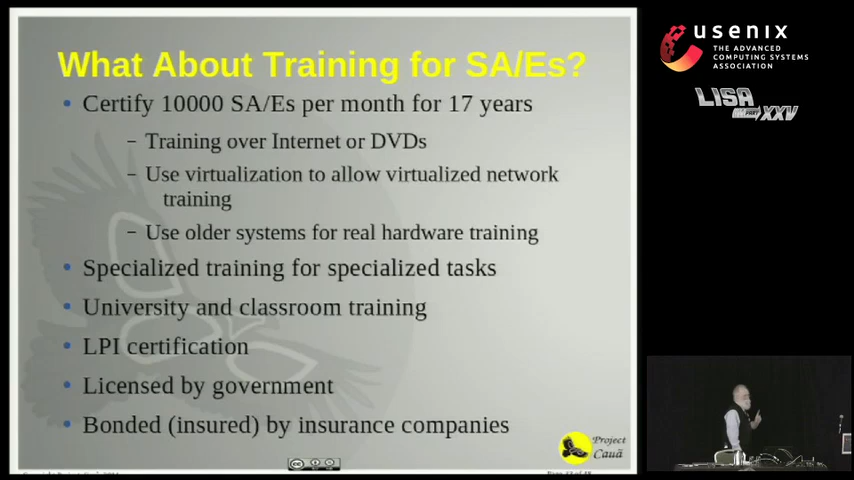 What About Training for SA/Es?
• Certify 10000 SA/Es per month for 17 years
– Training over Internet or DVDs
– Use virtualization to allow virtualized network
training
– Use older systems for real hardware training
• Specialized training for specialized tasks
• University and classroom training
• LPI certification
• Licensed by government
• Bonded (insured) by insurance companies
Project
Cauã
usenix
THE ADVANCED
COMPUTING SYSTEMS
ASSOCIATION
LISA
XXV